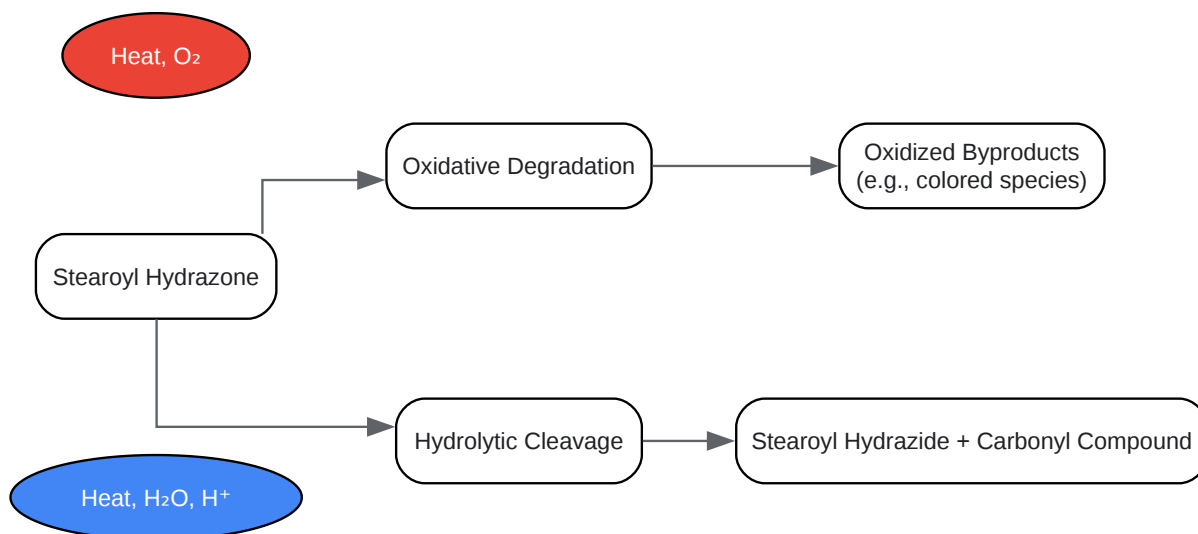 Heat, O₂
Oxidative Degradation
Oxidized Byproducts
(e.g., colored species)
Stearoyl Hydrazone
Hydrolytic Cleavage
Stearoyl Hydrazide + Carbonyl Compound
Heat, H₂O, H⁺